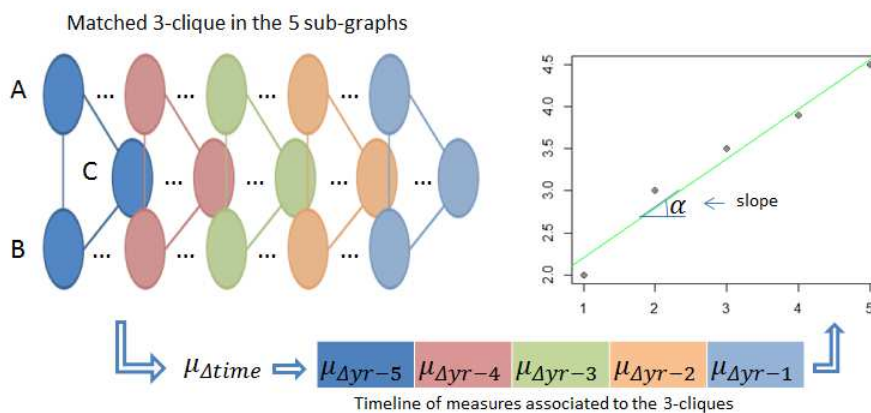 Matched 3-clique in the 5 sub-graphs
A ... ... ... ...
C ... ... ... ...
B ... ... ... ...
4.5
4.0
3.5
3.0
2.5
2.0
α ← slope
1 2 3 4 5
μΔtime
μΔyr−5 μΔyr−4 μΔyr−3 μΔyr−2 μΔyr−1
Timeline of measures associated to the 3-cliques